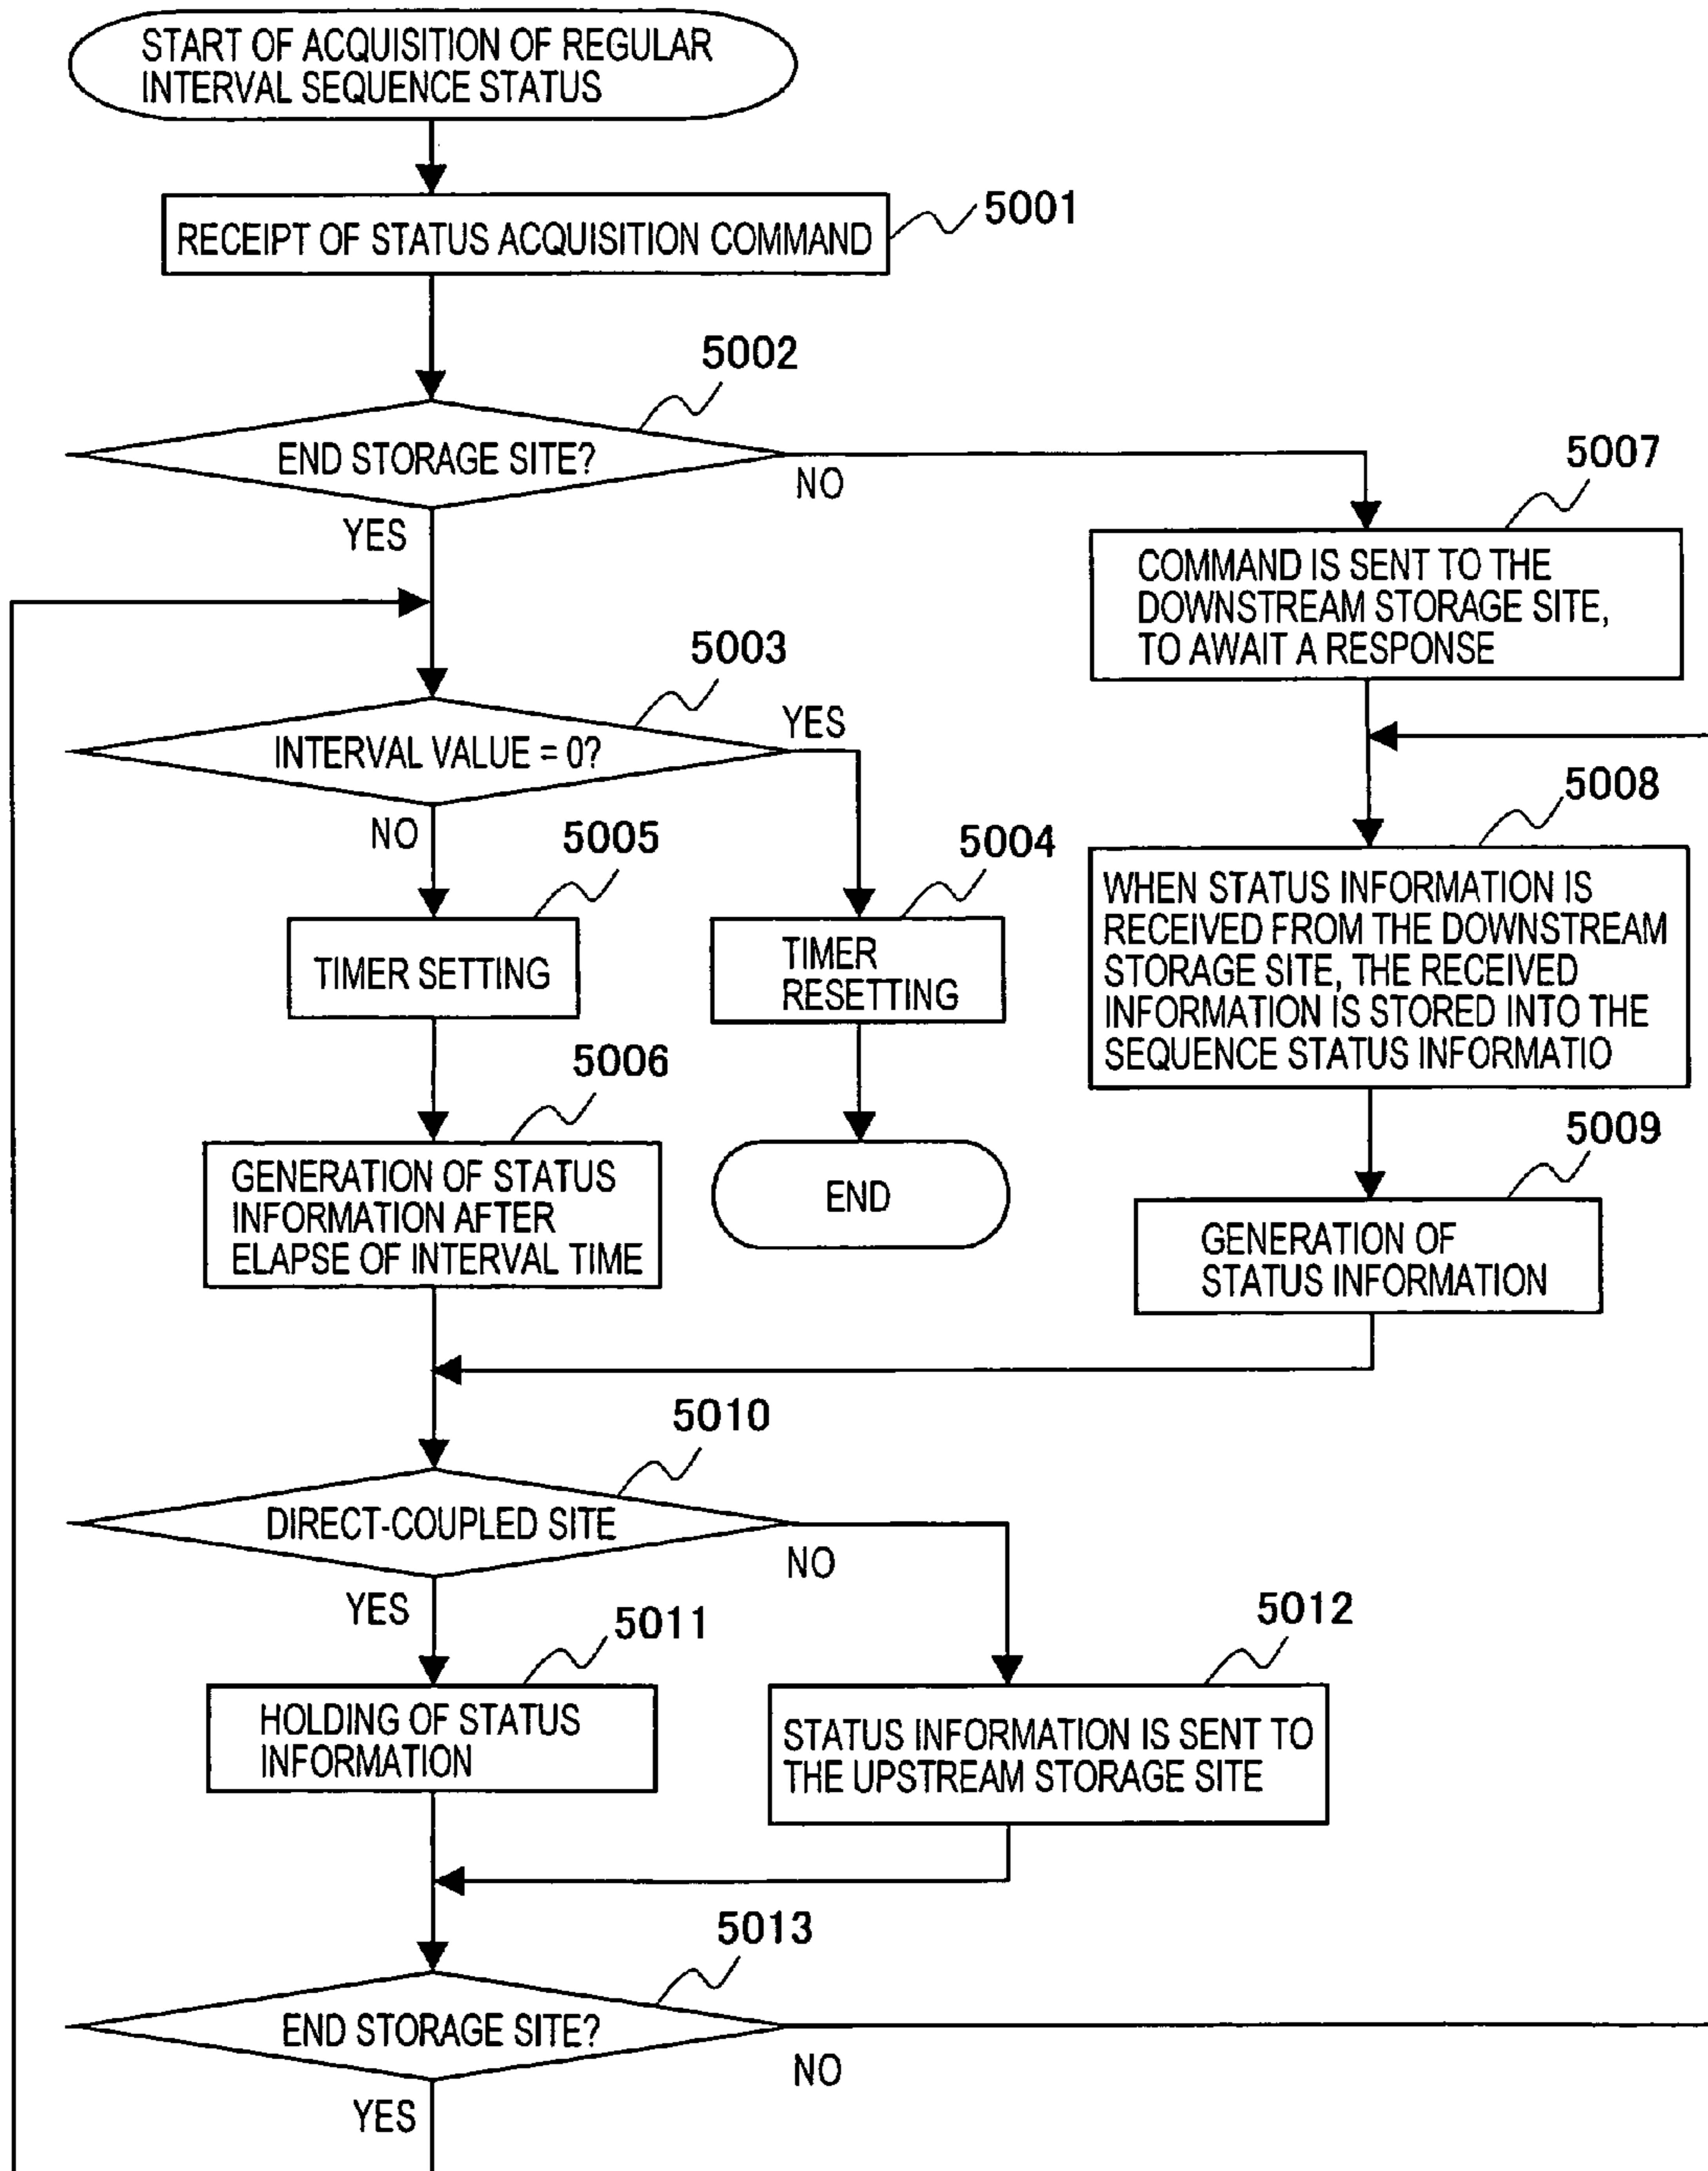 START OF ACQUISITION OF REGULAR
INTERVAL SEQUENCE STATUS
RECEIPT OF STATUS ACQUISITION COMMAND
5001
5002
END STORAGE SITE?
NO
YES
5007
COMMAND IS SENT TO THE
DOWNSTREAM STORAGE SITE,
TO AWAIT A RESPONSE
5003
INTERVAL VALUE = 0?
YES
NO
5005
TIMER SETTING
5004
TIMER
RESETTING
5008
WHEN STATUS INFORMATION IS
RECEIVED FROM THE DOWNSTREAM
STORAGE SITE, THE RECEIVED
INFORMATION IS STORED INTO THE
SEQUENCE STATUS INFORMATIO
5006
GENERATION OF STATUS
INFORMATION AFTER
ELAPSE OF INTERVAL TIME
END
5009
GENERATION OF
STATUS INFORMATION
5010
DIRECT-COUPLED SITE
NO
YES
5011
HOLDING OF STATUS
INFORMATION
5012
STATUS INFORMATION IS SENT TO
THE UPSTREAM STORAGE SITE
5013
END STORAGE SITE?
NO
YES